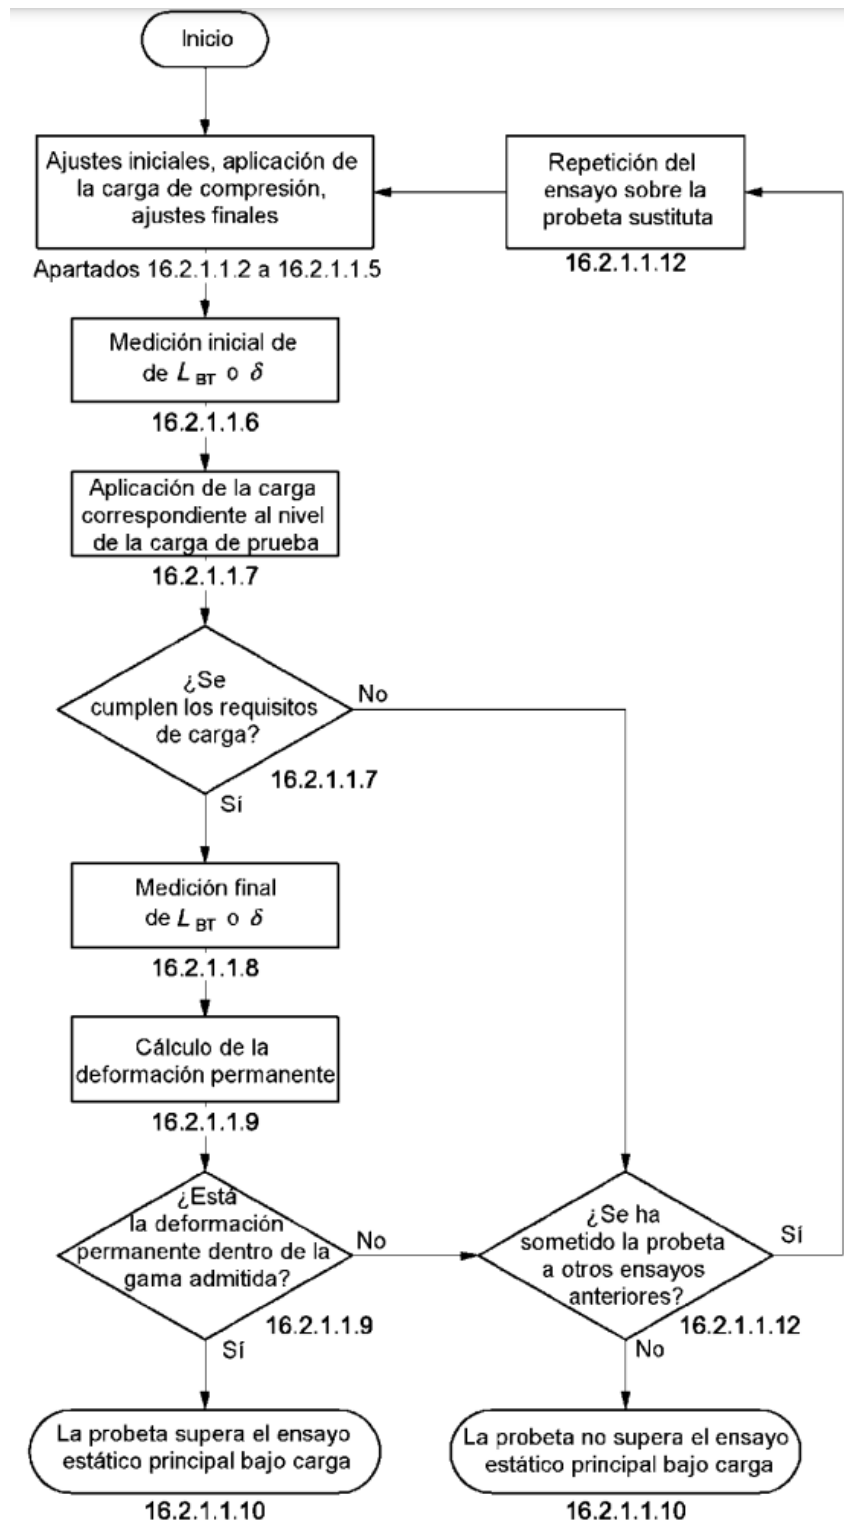 Inicio
Ajustes iniciales, aplicación de
la carga de compresión,
ajustes finales
Apartados 16.2.1.1.2 a 16.2.1.1.5
Repetición del
ensayo sobre la
probeta sustituta
16.2.1.1.12
Medición inicial de
de L BT o δ
16.2.1.1.6
Aplicación de la carga
correspondiente al nivel
de la carga de prueba
16.2.1.1.7
¿Se
cumplen los requisitos
de carga?
No
16.2.1.1.7
Sí
Medición final
de L BT o δ
16.2.1.1.8
Cálculo de la
deformación permanente
16.2.1.1.9
¿Está
la deformación
permanente dentro de la
gama admitida?
No
16.2.1.1.9
Sí
¿Se ha
sometido la probeta
a otros ensayos
anteriores?
Sí
16.2.1.1.12
No
La probeta supera el ensayo
estático principal bajo carga
16.2.1.1.10
La probeta no supera el ensayo
estático principal bajo carga
16.2.1.1.10